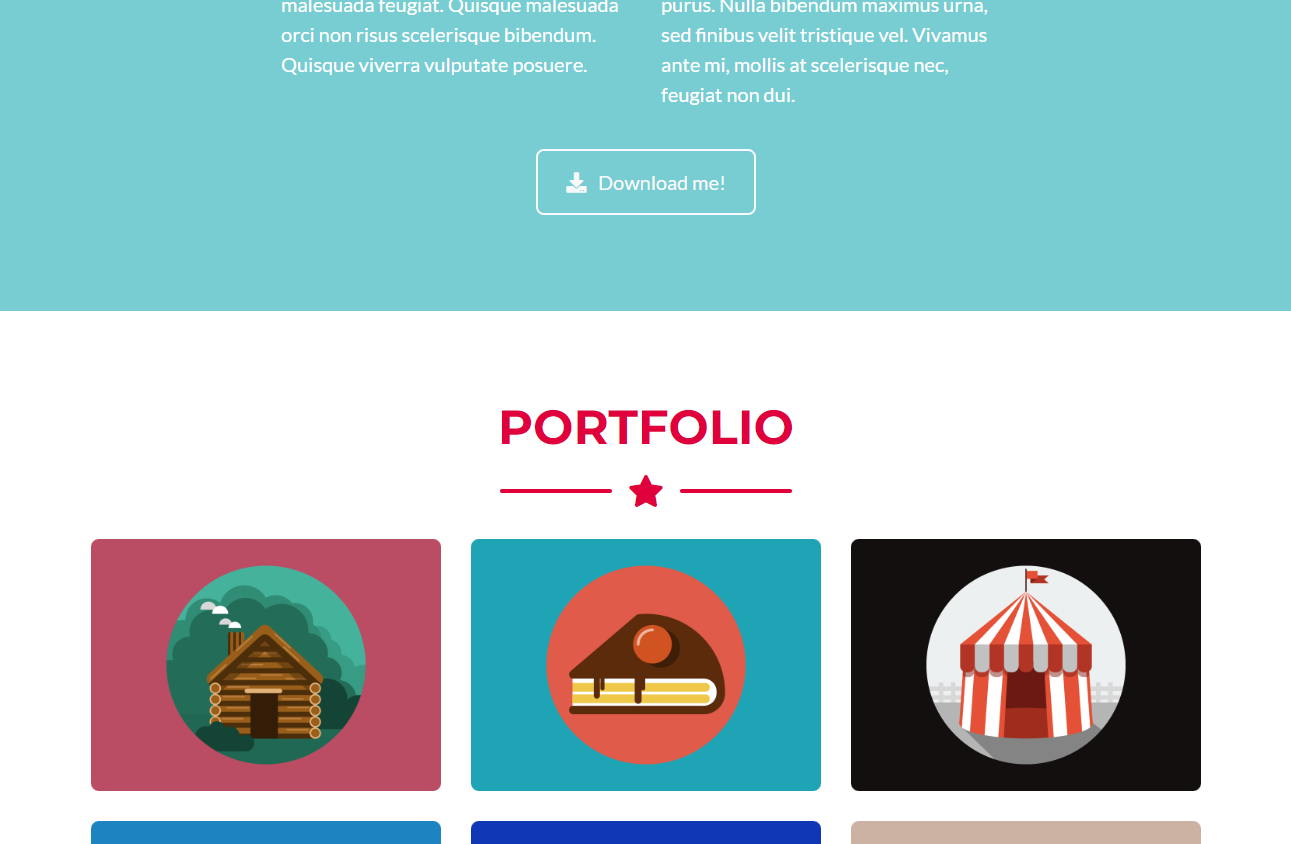 malesuada feugiat. Quisque malesuada
orci non risus scelerisque bibendum.
Quisque viverra vulputate posuere.
purus. Nulla bibendum maximus urna,
sed finibus velit tristique vel. Vivamus
ante mi, mollis at scelerisque nec,
feugiat non dui.
Download me!
PORTFOLIO